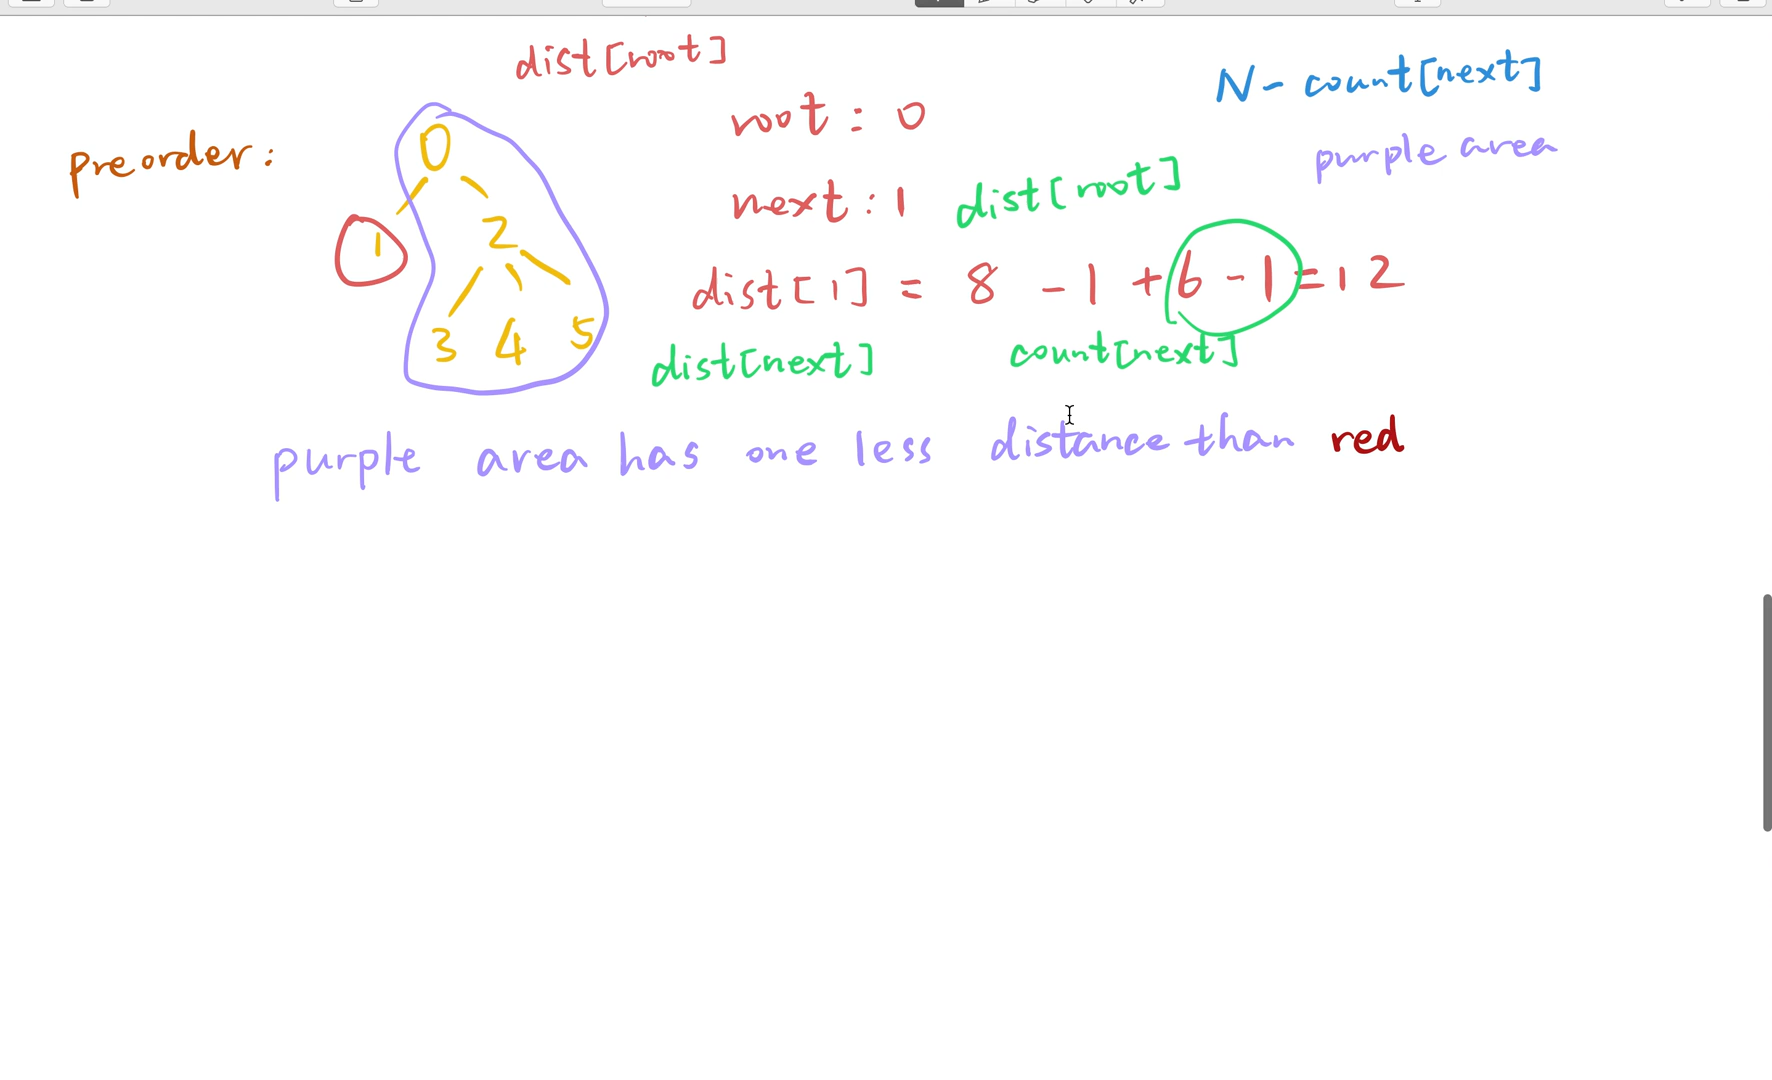 dist[root]
N - count[next]
root : 0
Preorder :
0
purple area
next : 1
dist[root]
1
2
dist[1] = 8 - 1 + 6 - 1 = 12
3 4 5
dist[next]
count[next]
purple area has one less distance than red